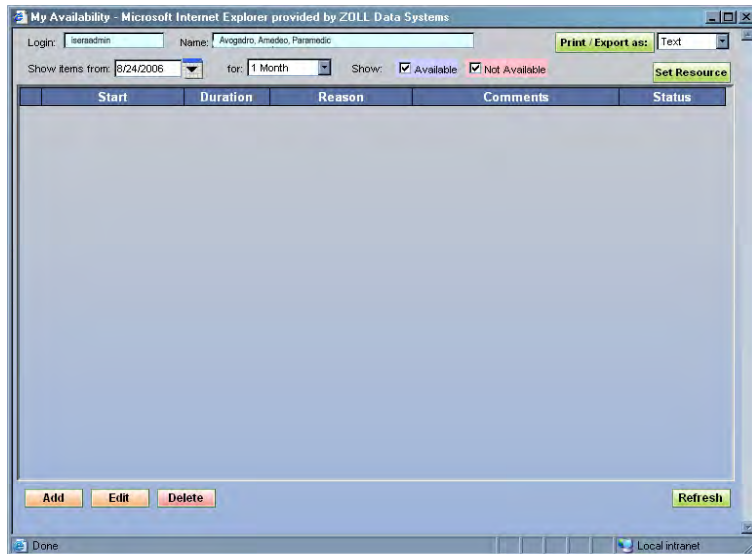 My Availability - Microsoft Internet Explorer provided by ZOLL Data Systems
Login: iseraadmin Name: Avogadro, Amedeo, Paramedic Print / Export as: Text
Show items from: 8/24/2006 for: 1 Month Show: Available Not Available Set Resource
Start Duration Reason Comments Status
Add Edit Delete Refresh
Done Local intranet